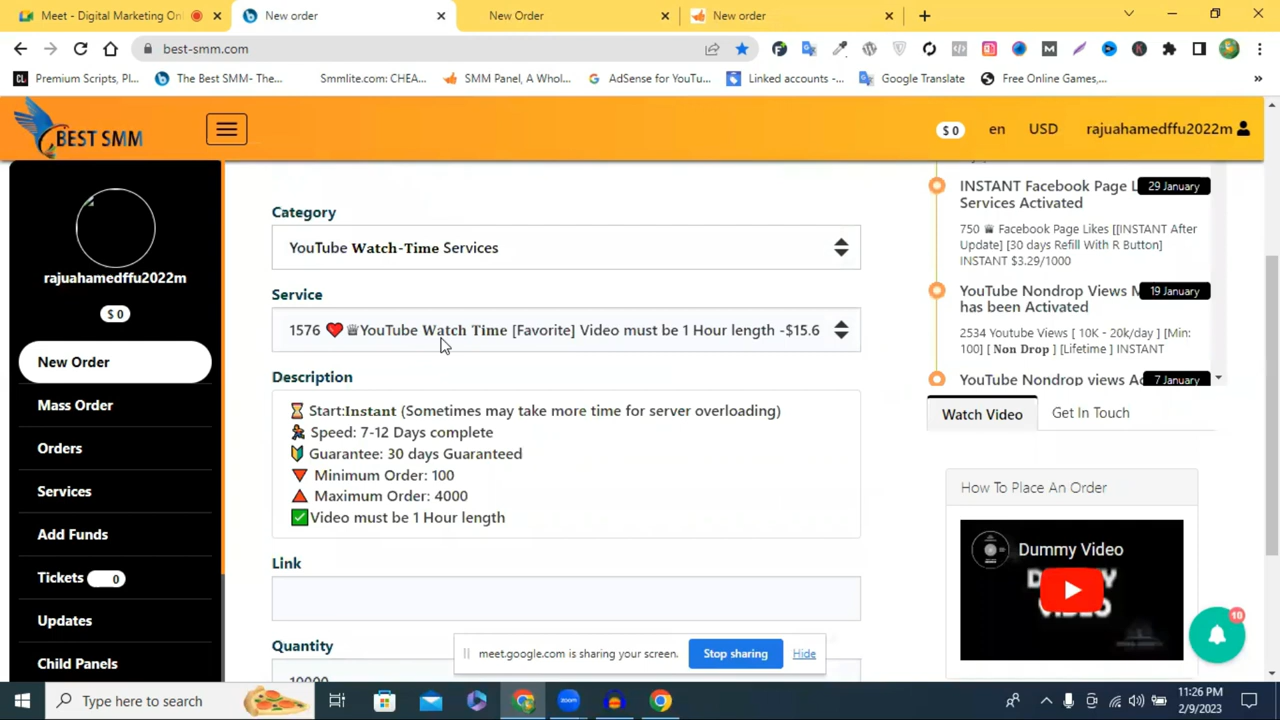 Meet - Digital Marketing Onl
New order
New Order
New order
best-smm.com
Premium Scripts, Pl...
The Best SMM- The...
Smmlite.com: CHEA...
SMM Panel, A Whol...
AdSense for YouTu...
Linked accounts -...
Google Translate
Free Online Games,...
BEST SMM
$ 0
en
USD
rajuahamedffu2022m
rajuahamedffu2022m
$ 0
New Order
Mass Order
Orders
Services
Add Funds
Tickets 0
Updates
Child Panels
Category
YouTube Watch-Time Services
Service
1576 ❤️♕YouTube Watch Time [Favorite] Video must be 1 Hour length -$15.6
Description
⏳ Start:Instant (Sometimes may take more time for server overloading)
Speed: 7-12 Days complete
🔰 Guarantee: 30 days Guaranteed
🔻 Minimum Order: 100
🔺 Maximum Order: 4000
✅Video must be 1 Hour length
Link
Quantity
10000
meet.google.com is sharing your screen.
Stop sharing
Hide
INSTANT Facebook Page L
29 January
Services Activated
750 ♛ Facebook Page Likes [[INSTANT After
Update] [30 days Refill With R Button]
INSTANT $3.29/1000
YouTube Nondrop Views M
19 January
has been Activated
2534 Youtube Views [ 10K - 20k/day ] [Min:
100] [ Non Drop ] [Lifetime ] INSTANT
YouTube Nondrop views Ac
7 January
Watch Video
Get In Touch
How To Place An Order
Dummy Video
VIDEO
10
Type here to search
11:26 PM
2/9/2023